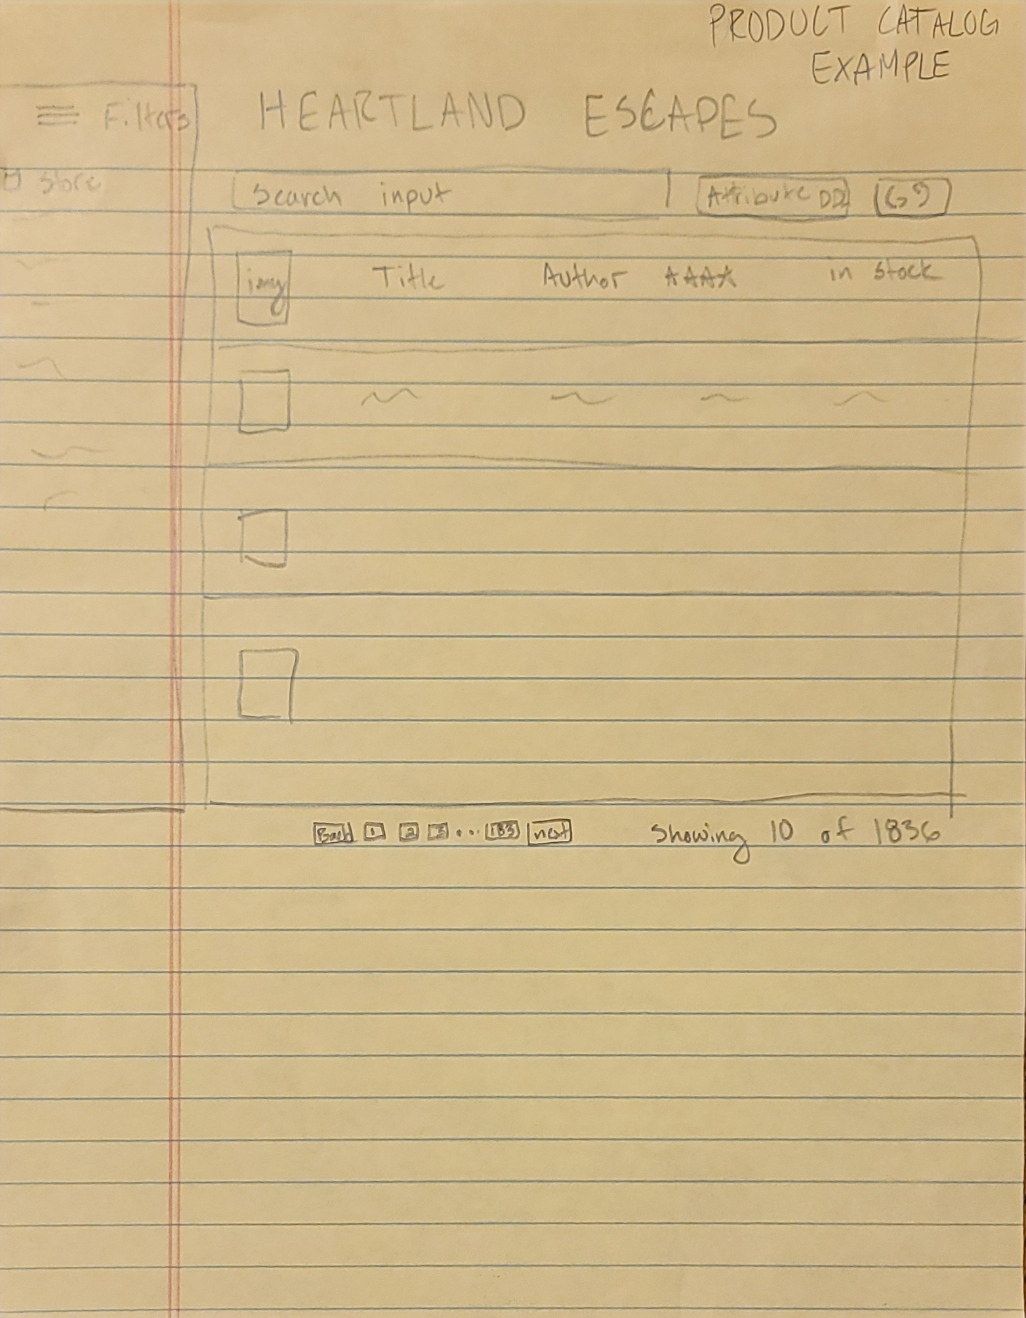 PRODUCT CATALOG
EXAMPLE
Filters
HEARTLAND ESCAPES
Store
Search input
Attribute DD
GO
img
Title
Author
in stock
Back 1 2 3 ... 183 next
Showing 10 of 1836